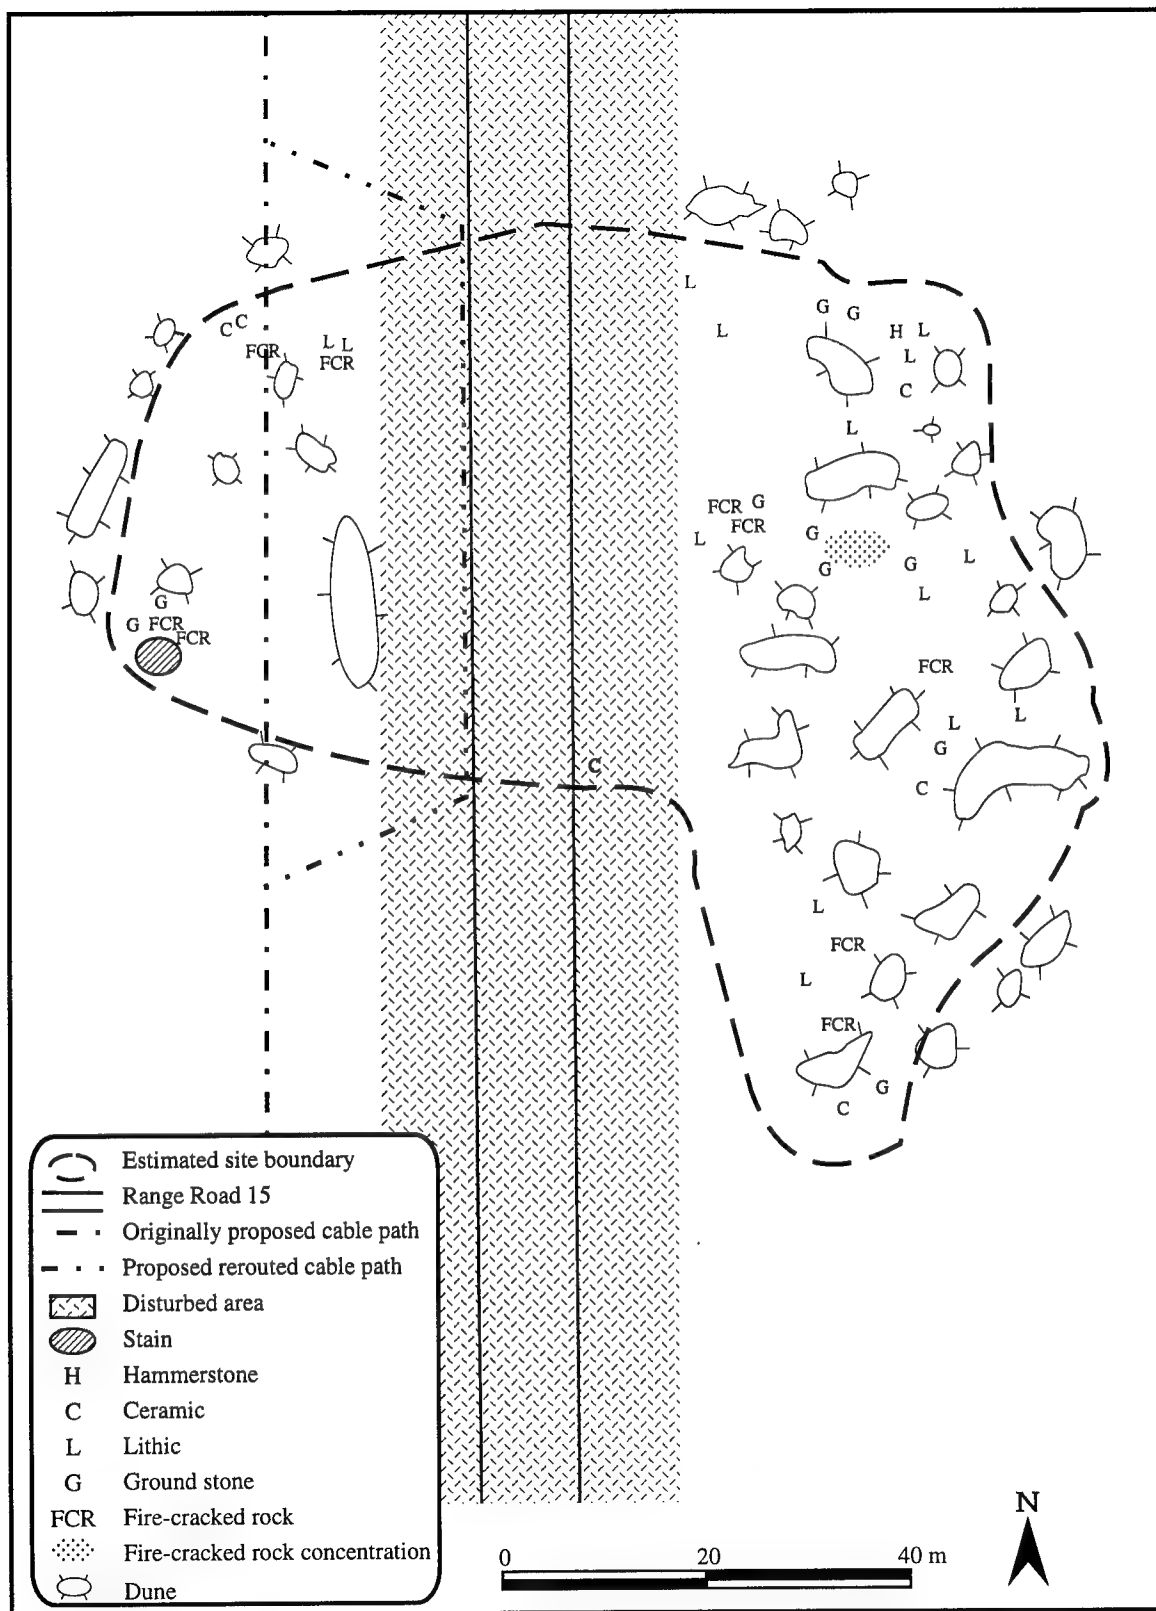 L
G G
H L
C C
L
L L
FCR
FCR
L
C
L
FCR G
FCR
G
L
L
G
G
L
G
G FCR
FCR
FCR
L
L
G
C
C
L
FCR
L
FCR
G
C
Estimated site boundary
Range Road 15
Originally proposed cable path
Proposed rerouted cable path
Disturbed area
Stain
H Hammerstone
C Ceramic
L Lithic
G Ground stone
FCR Fire-cracked rock
Fire-cracked rock concentration
Dune
0 20 40 m
N